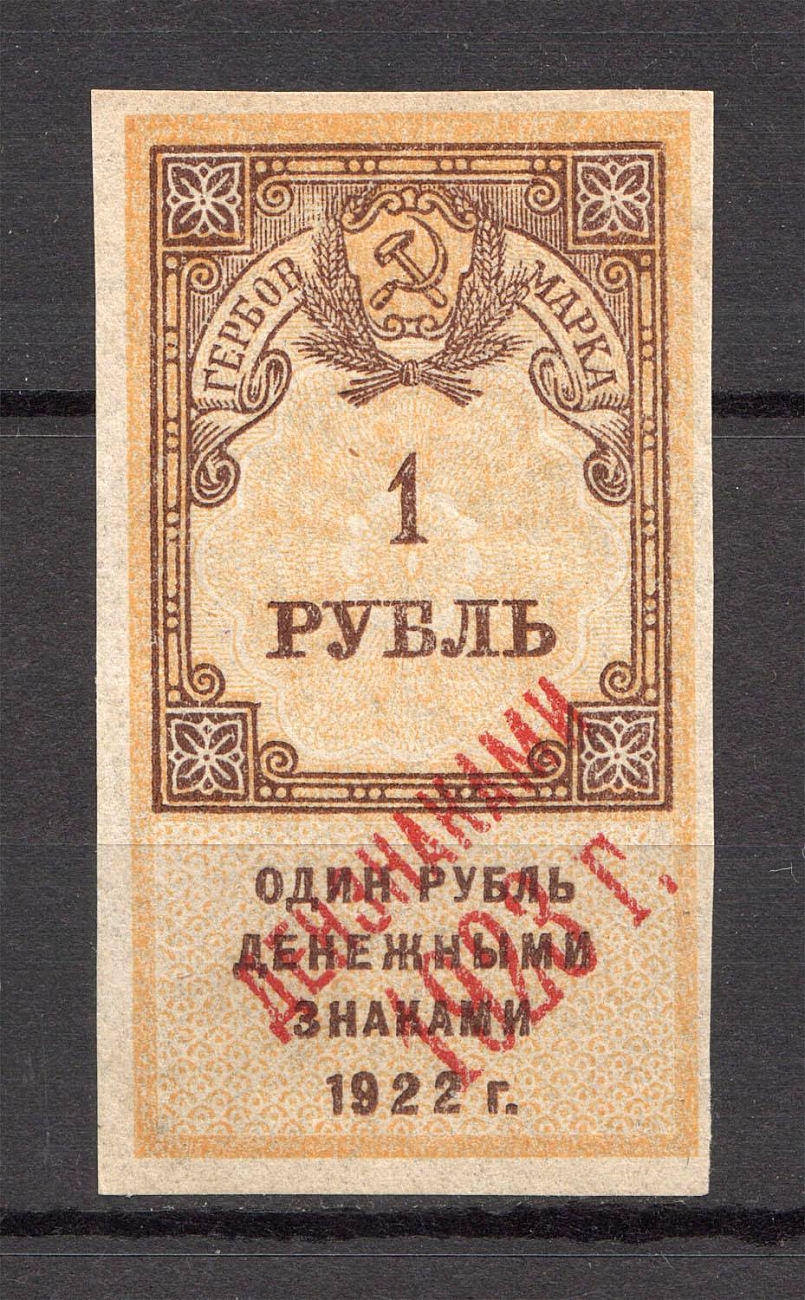 ГЕРБОВ МАРКА
1
РУБЛЬ
ОДИН РУБЛЬ
ДЕНЕЖНЫМИ
ЗНАКАМИ
1922 г.
ДЕНЗНАКАМИ
1923 г.